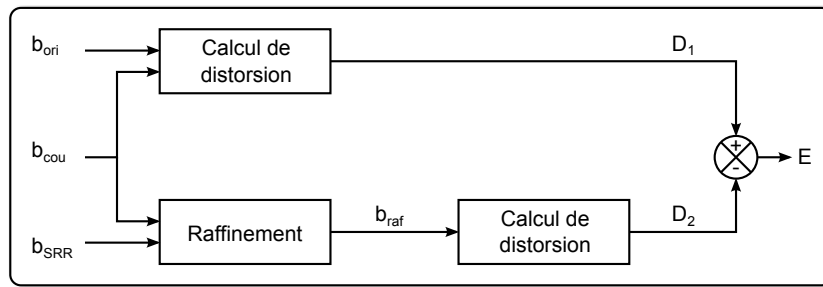 b_ori
Calcul de
distorsion
D_1
b_cou
+
-
E
b_SRR
Raffinement
b_raf
Calcul de
distorsion
D_2